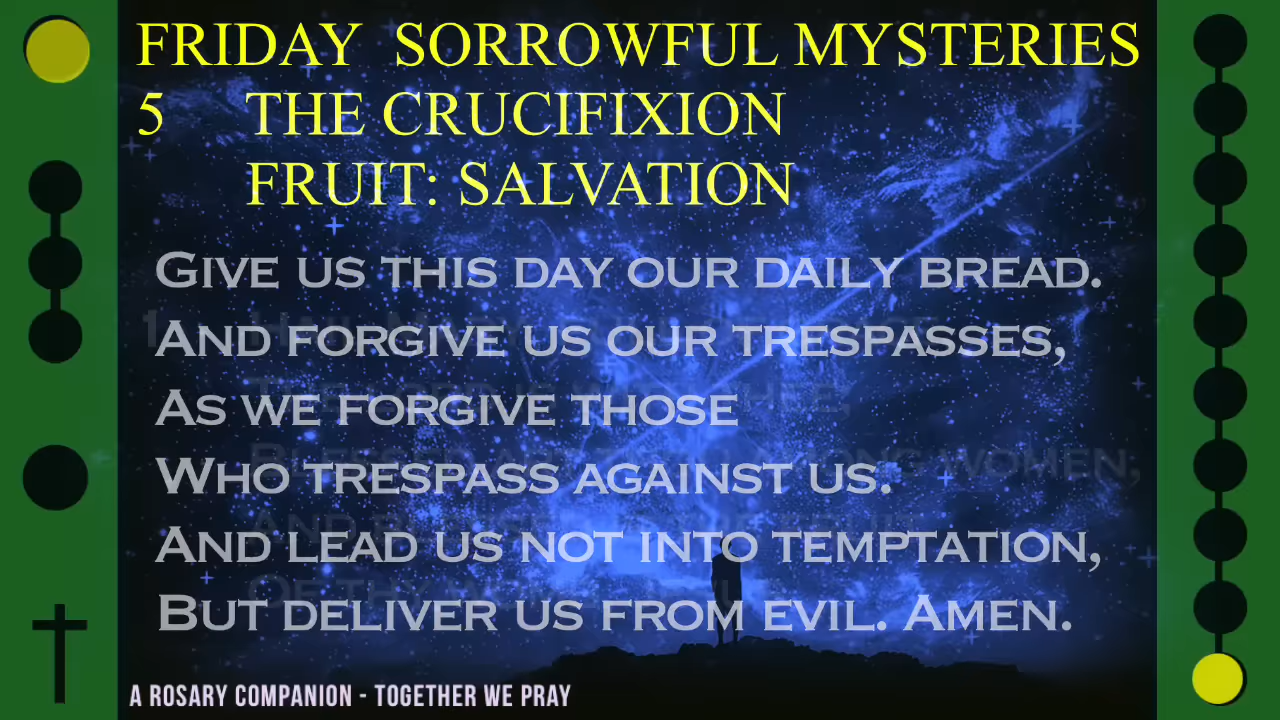 FRIDAY SORROWFUL MYSTERIES
5 THE CRUCIFIXION
FRUIT: SALVATION
GIVE US THIS DAY OUR DAILY BREAD.
AND FORGIVE US OUR TRESPASSES,
AS WE FORGIVE THOSE
WHO TRESPASS AGAINST US.
AND LEAD US NOT INTO TEMPTATION,
BUT DELIVER US FROM EVIL. AMEN.
A ROSARY COMPANION - TOGETHER WE PRAY